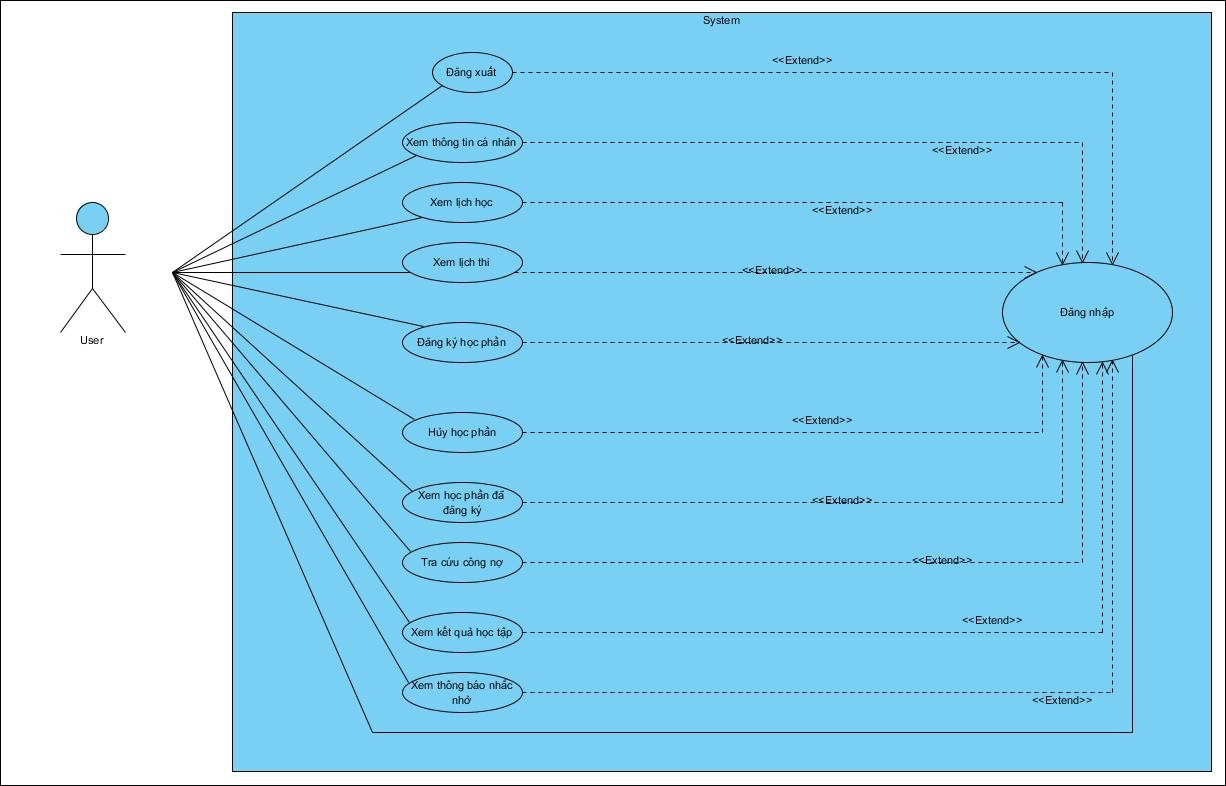 System
Đăng xuất
<<Extend>>
Xem thông tin cá nhân
<<Extend>>
Xem lịch học
<<Extend>>
Xem lịch thi
<<Extend>>
Đăng nhập
User
Đăng ký học phần
<<Extend>>
Hủy học phần
<<Extend>>
Xem học phần đã
đăng ký
<<Extend>>
Tra cứu công nợ
<<Extend>>
Xem kết quả học tập
<<Extend>>
Xem thông báo nhắc
nhở
<<Extend>>